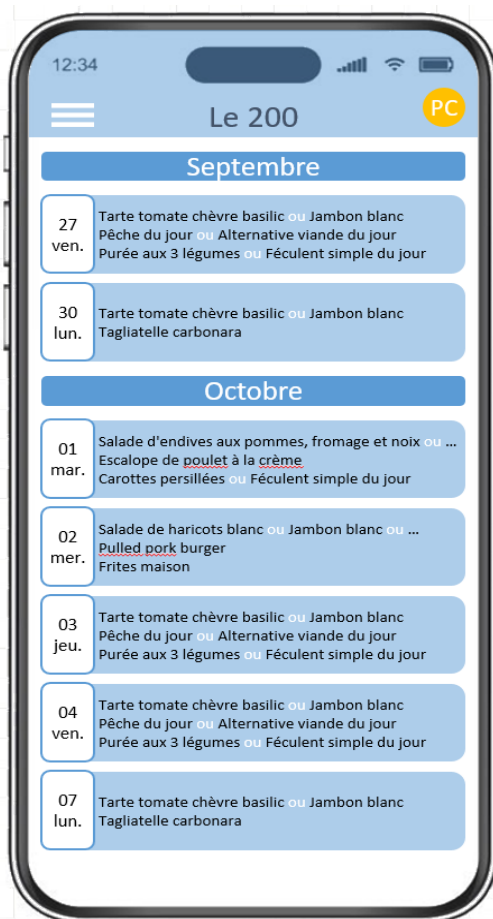 12:34
Le 200
PC
Septembre
27
ven.
Tarte tomate chèvre basilic ou Jambon blanc
Pêche du jour ou Alternative viande du jour
Purée aux 3 légumes ou Féculent simple du jour
30
lun.
Tarte tomate chèvre basilic ou Jambon blanc
Tagliatelle carbonara
Octobre
01
mar.
Salade d'endives aux pommes, fromage et noix ou ...
Escalope de poulet à la crème
Carottes persillées ou Féculent simple du jour
02
mer.
Salade de haricots blanc ou Jambon blanc ou ...
Pulled pork burger
Frites maison
03
jeu.
Tarte tomate chèvre basilic ou Jambon blanc
Pêche du jour ou Alternative viande du jour
Purée aux 3 légumes ou Féculent simple du jour
04
ven.
Tarte tomate chèvre basilic ou Jambon blanc
Pêche du jour ou Alternative viande du jour
Purée aux 3 légumes ou Féculent simple du jour
07
lun.
Tarte tomate chèvre basilic ou Jambon blanc
Tagliatelle carbonara